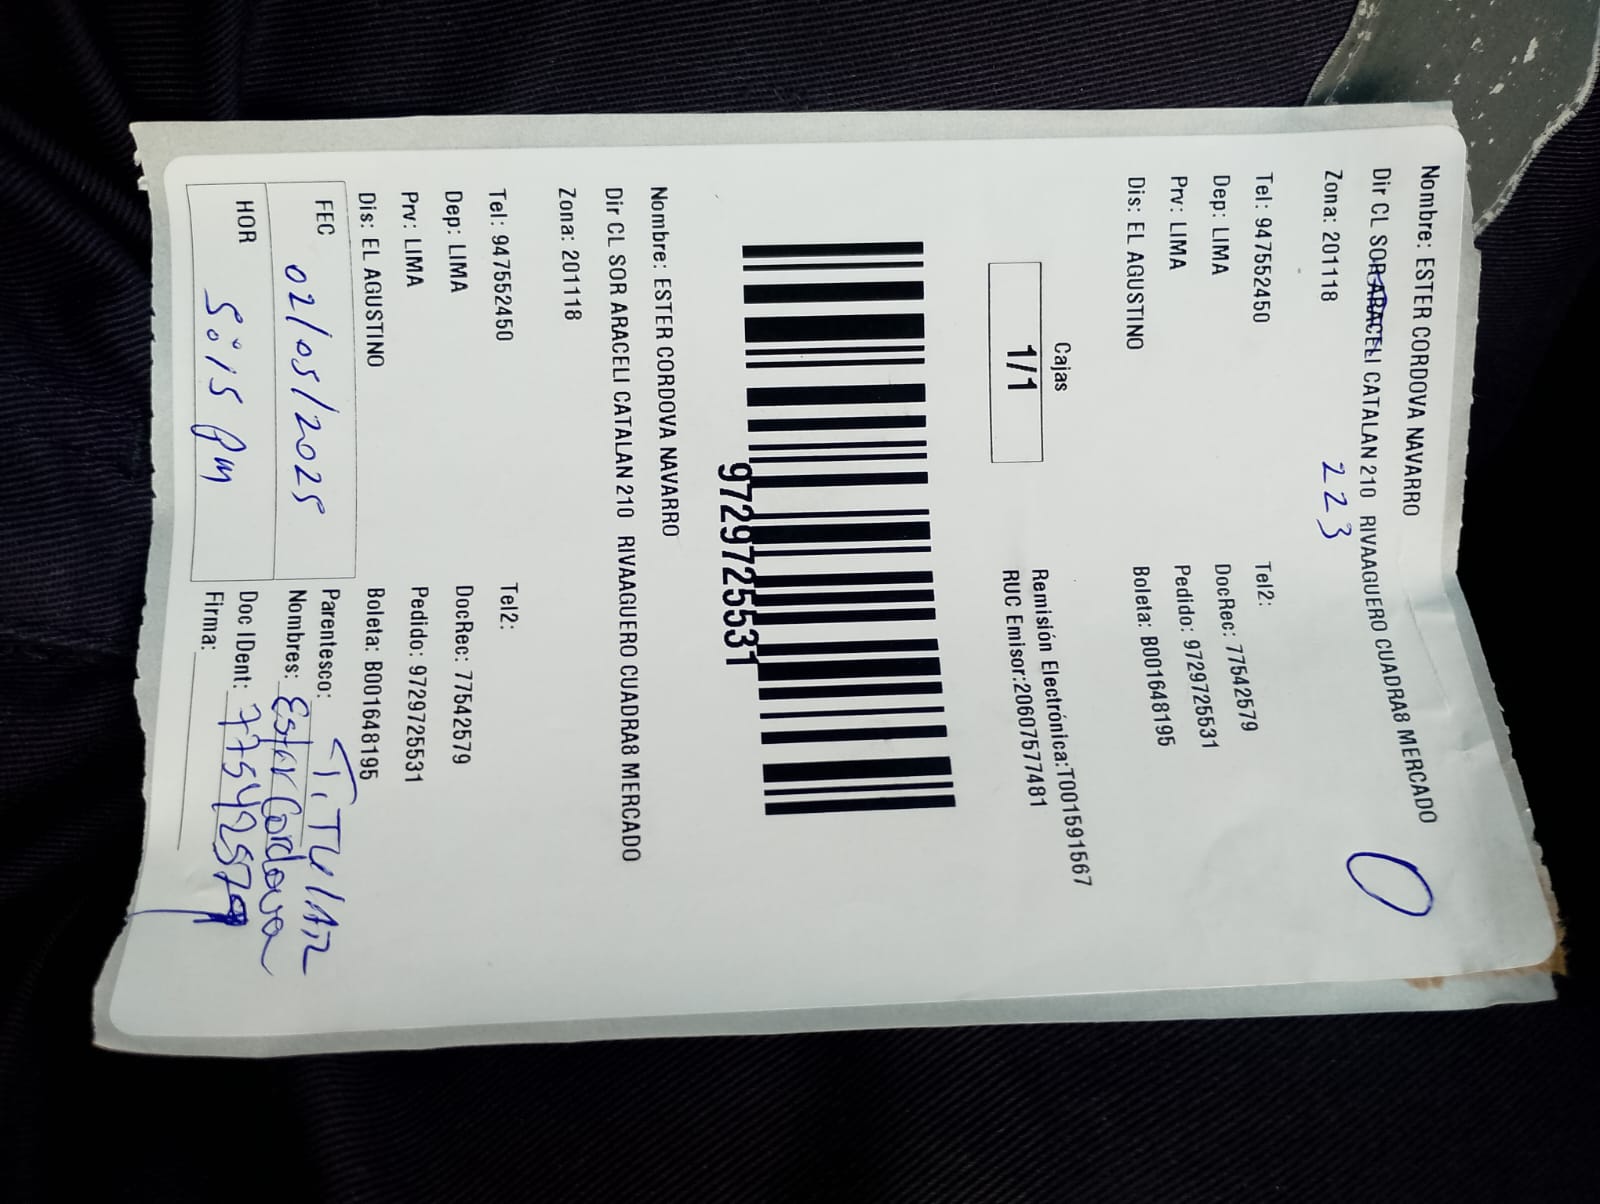 Nombre: ESTER CORDOVA NAVARRO
Dir CL SOR ARACELI CATALAN 210 RIVAAGUERO CUADRA8 MERCADO
Zona: 201118
223
Tel: 947552450 Tel2:
Dep: LIMA DocRec: 77542579
Prv: LIMA Pedido: 9729725531
Dis: EL AGUSTINO Boleta: B001648195
Cajas
1/1
Remisión Electrónica:T001591567
RUC Emisor:20607577481
9729725531
Nombre: ESTER CORDOVA NAVARRO
Dir CL SOR ARACELI CATALAN 210 RIVAAGUERO CUADRA8 MERCADO
Zona: 201118
Tel: 947552450 Tel2:
Dep: LIMA DocRec: 77542579
Prv: LIMA Pedido: 9729725531
Dis: EL AGUSTINO Boleta: B001648195
FEC 02/05/2025
HOR 5:15 pm
Parentesco: TiTULAR
Nombres: Ester Cordova
Doc IDent: 77542579
Firma: